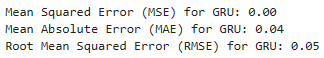 Mean Squared Error (MSE) for GRU: 0.00
Mean Absolute Error (MAE) for GRU: 0.04
Root Mean Squared Error (RMSE) for GRU: 0.05